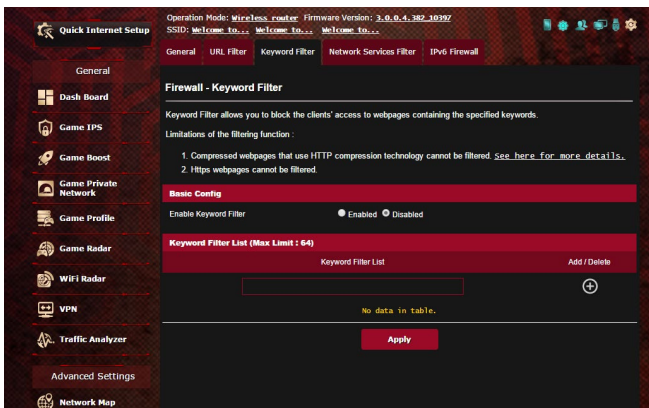 Quick Internet Setup
Operation Mode: Wireless router Firmware Version: 3.0.0.4.382_10397
SSID: Welcome to... Welcome to... Welcome to...
General URL Filter Keyword Filter Network Services Filter IPv6 Firewall
General
Dash Board
Game IPS
Game Boost
Game Private
Network
Game Profile
Game Radar
WiFi Radar
VPN
Traffic Analyzer
Advanced Settings
Network Map
Firewall - Keyword Filter
Keyword Filter allows you to block the clients' access to webpages containing the specified keywords.
Limitations of the filtering function :
1. Compressed webpages that use HTTP compression technology cannot be filtered. See here for more details.
2. Https webpages cannot be filtered.
Basic Config
Enable Keyword Filter Enabled Disabled
Keyword Filter List (Max Limit : 64)
Keyword Filter List Add / Delete
No data in table.
Apply